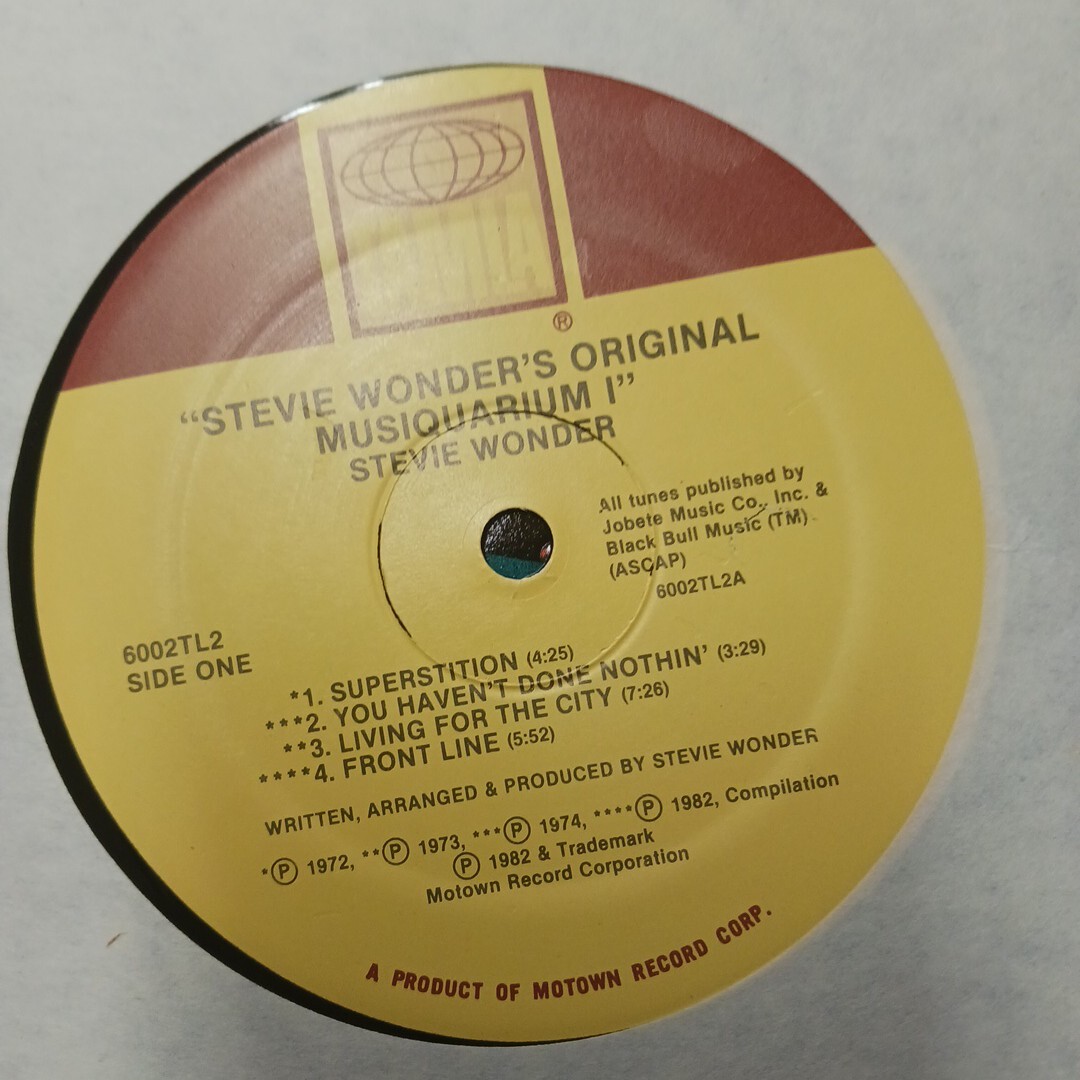 ®
“STEVIE WONDER’S ORIGINAL
MUSIQUARIUM I”
STEVIE WONDER
All tunes published by
Jobete Music Co., Inc. &
Black Bull Music (TM)
(ASCAP)
6002TL2A
6002TL2
SIDE ONE
*1. SUPERSTITION (4:25)
***2. YOU HAVEN’T DONE NOTHIN’ (3:29)
**3. LIVING FOR THE CITY (7:26)
****4. FRONT LINE (5:52)
WRITTEN, ARRANGED & PRODUCED BY STEVIE WONDER
*Ⓟ 1972, **Ⓟ 1973, ***Ⓟ 1974, ****Ⓟ 1982, Compilation
Ⓟ 1982 & Trademark
Motown Record Corporation
A PRODUCT OF MOTOWN RECORD CORP.